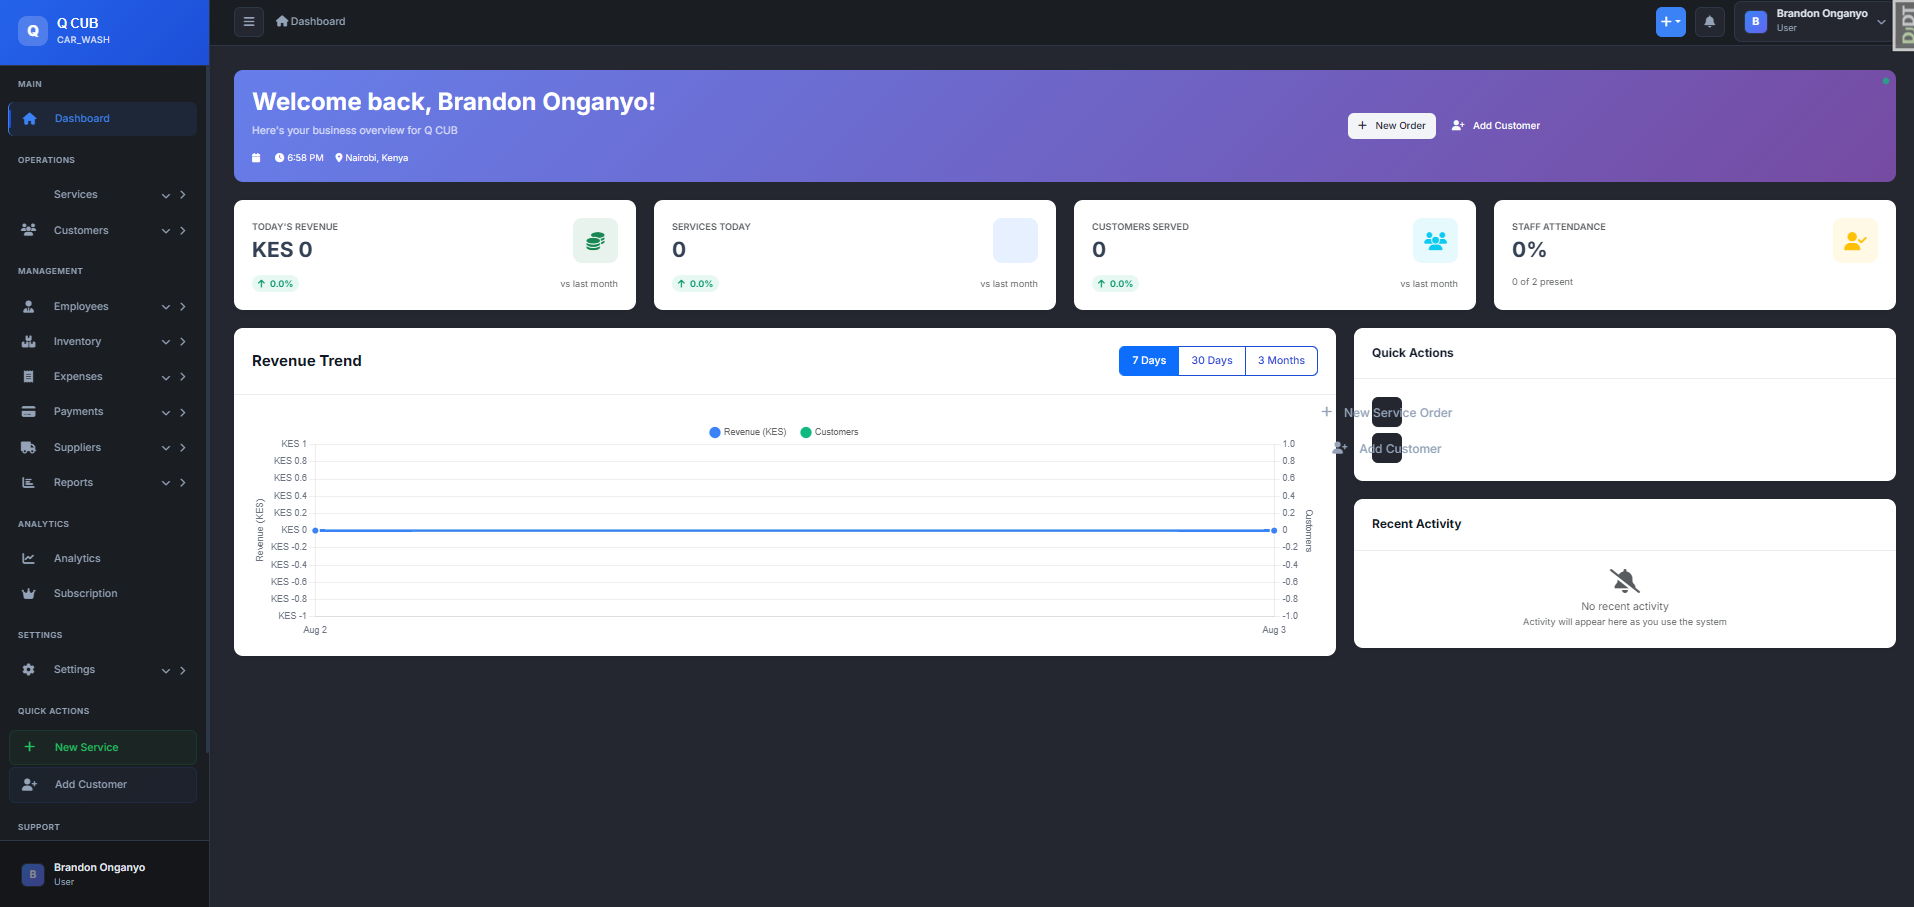 Q
Q CUB
CAR_WASH
MAIN
Dashboard
OPERATIONS
Services
Customers
MANAGEMENT
Employees
Inventory
Expenses
Payments
Suppliers
Reports
ANALYTICS
Analytics
Subscription
SETTINGS
Settings
QUICK ACTIONS
New Service
Add Customer
SUPPORT
B
Brandon Onganyo
User
Dashboard
B
Brandon Onganyo
User
DjDT
Welcome back, Brandon Onganyo!
Here's your business overview for Q CUB
6:58 PM Nairobi, Kenya
New Order
Add Customer
TODAY'S REVENUE
KES 0
0.0%
vs last month
SERVICES TODAY
0
0.0%
vs last month
CUSTOMERS SERVED
0
0.0%
vs last month
STAFF ATTENDANCE
0%
0 of 2 present
Revenue Trend
7 Days
30 Days
3 Months
Revenue (KES)
Customers
KES 1
KES 0.8
KES 0.6
KES 0.4
KES 0.2
KES 0
KES -0.2
KES -0.4
KES -0.6
KES -0.8
KES -1
Revenue (KES)
1.0
0.8
0.6
0.4
0.2
0
-0.2
-0.4
-0.6
-0.8
-1.0
Customers
Aug 2
Aug 3
Quick Actions
New Service Order
Add Customer
Recent Activity
No recent activity
Activity will appear here as you use the system